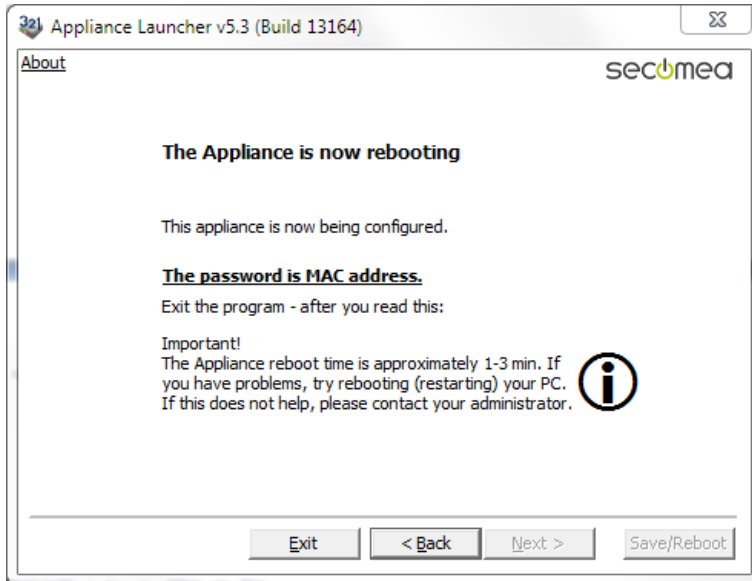 321 Appliance Launcher v5.3 (Build 13164)
About
secomea
The Appliance is now rebooting
This appliance is now being configured.
The password is MAC address.
Exit the program - after you read this:
Important!
The Appliance reboot time is approximately 1-3 min. If
you have problems, try rebooting (restarting) your PC.
If this does not help, please contact your administrator.
Exit
< Back
Next >
Save/Reboot